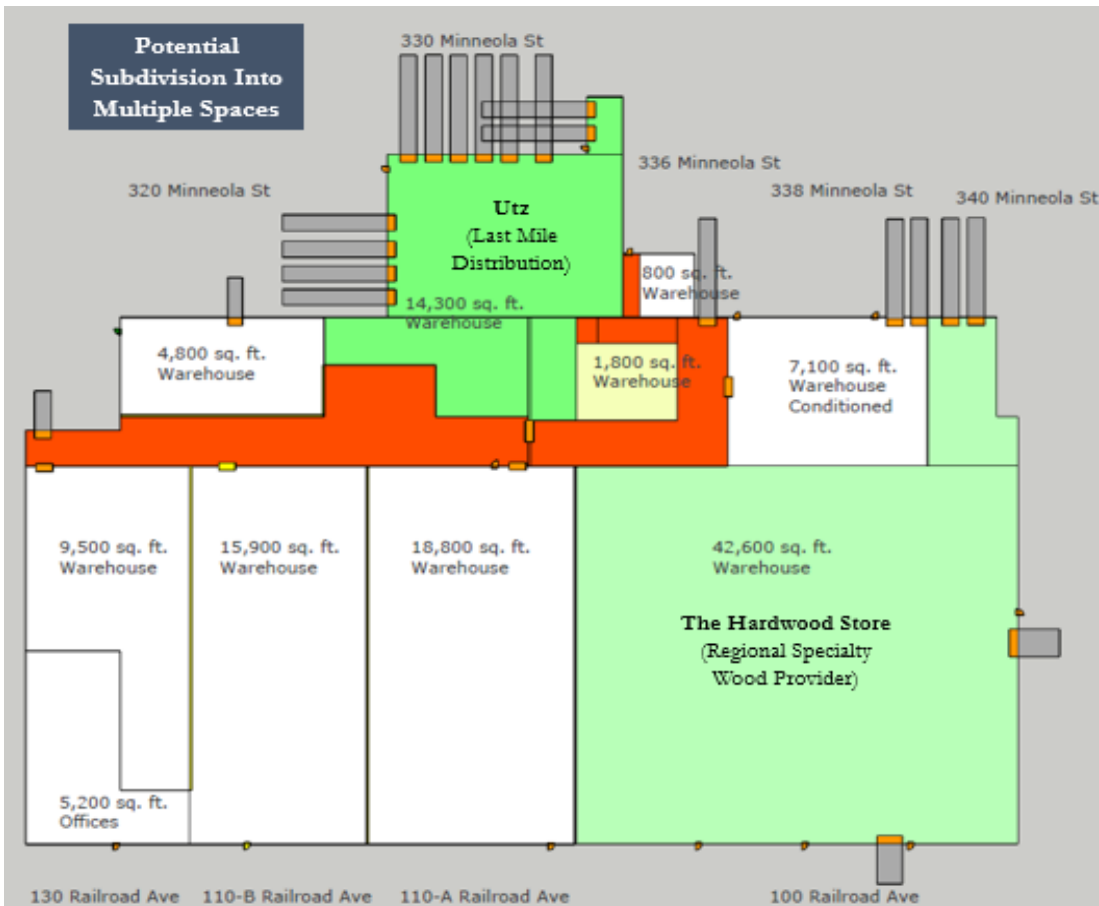 Potential
Subdivision Into
Multiple Spaces
330 Minneola St
320 Minneola St
336 Minneola St
338 Minneola St
340 Minneola St
Utz
(Last Mile
Distribution)
14,300 sq. ft.
Warehouse
800 sq. ft.
Warehouse
4,800 sq. ft.
Warehouse
1,800 sq. ft.
Warehouse
7,100 sq. ft.
Warehouse
Conditioned
9,500 sq. ft.
Warehouse
15,900 sq. ft.
Warehouse
18,800 sq. ft.
Warehouse
42,600 sq. ft.
Warehouse
The Hardwood Store
(Regional Specialty
Wood Provider)
5,200 sq. ft.
Offices
130 Railroad Ave
110-B Railroad Ave
110-A Railroad Ave
100 Railroad Ave